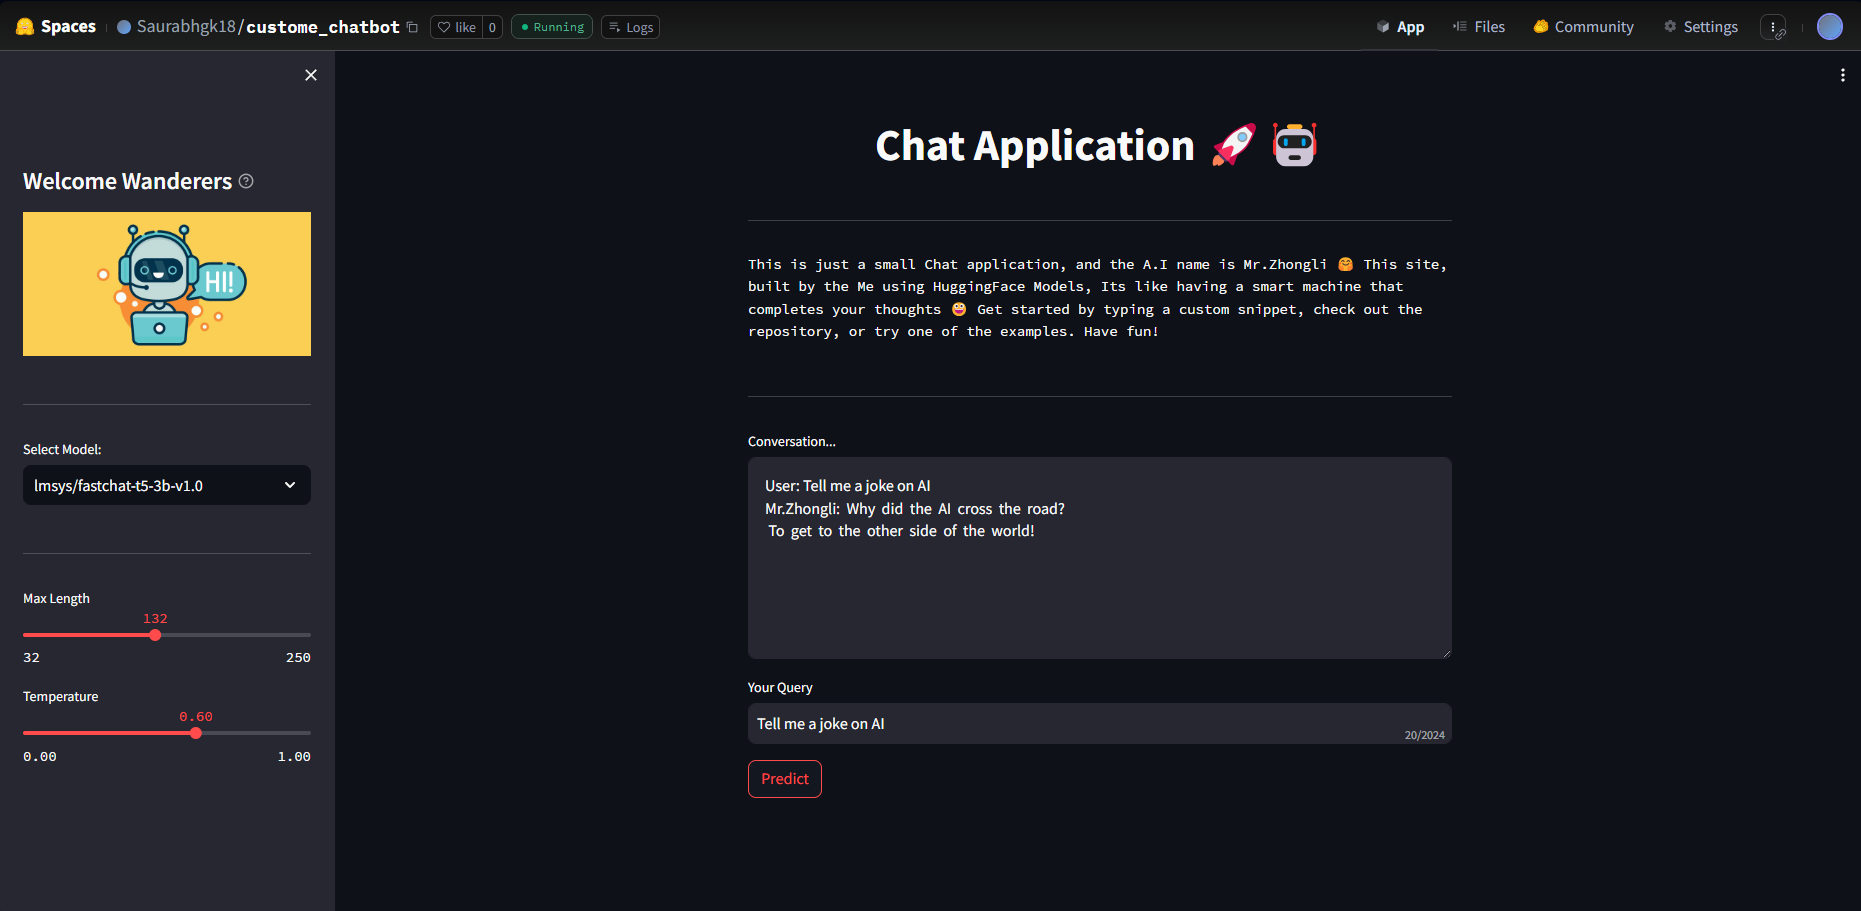 Spaces
Saurabhgk18/custome_chatbot
like 0
Running
Logs
App
Files
Community
Settings
Welcome Wanderers
HI!
Select Model:
lmsys/fastchat-t5-3b-v1.0
Max Length
132
32 250
Temperature
0.60
0.00 1.00
Chat Application
This is just a small Chat application, and the A.I name is Mr.Zhongli 🤗 This site,
built by the Me using HuggingFace Models, Its like having a smart machine that
completes your thoughts 😀 Get started by typing a custom snippet, check out the
repository, or try one of the examples. Have fun!
Conversation...
User: Tell me a joke on AI
Mr.Zhongli: Why did the AI cross the road?
To get to the other side of the world!
Your Query
Tell me a joke on AI
20/2024
Predict